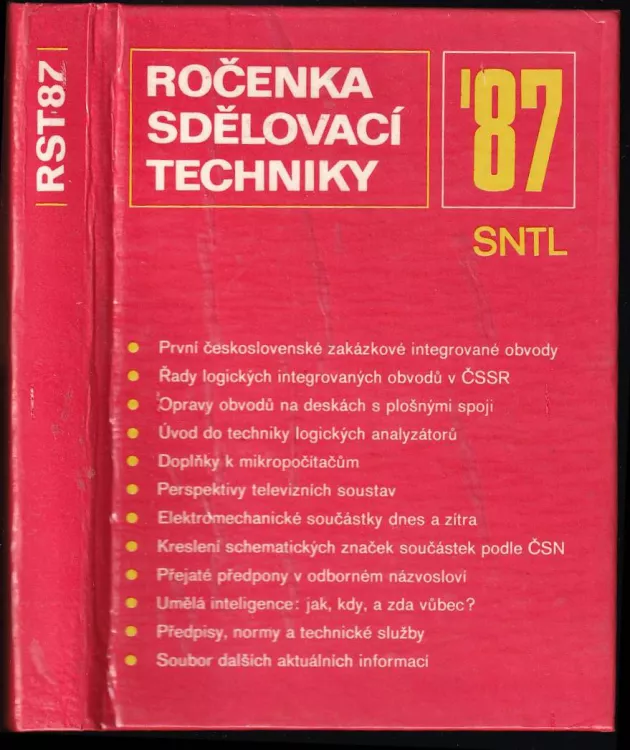 RST 87
ROČENKA
SDĚLOVACÍ
TECHNIKY
'87
SNTL
První československé zakázkové integrované obvody
Řady logických integrovaných obvodů v ČSSR
Opravy obvodů na deskách s plošnými spoji
Úvod do techniky logických analyzátorů
Doplňky k mikropočítačům
Perspektivy televizních soustav
Elektromechanické součástky dnes a zítra
Kreslení schematických značek součástek podle ČSN
Přejaté předpony v odborném názvosloví
Umělá inteligence: jak, kdy, a zda vůbec?
Předpisy, normy a technické služby
Soubor dalších aktuálních informací